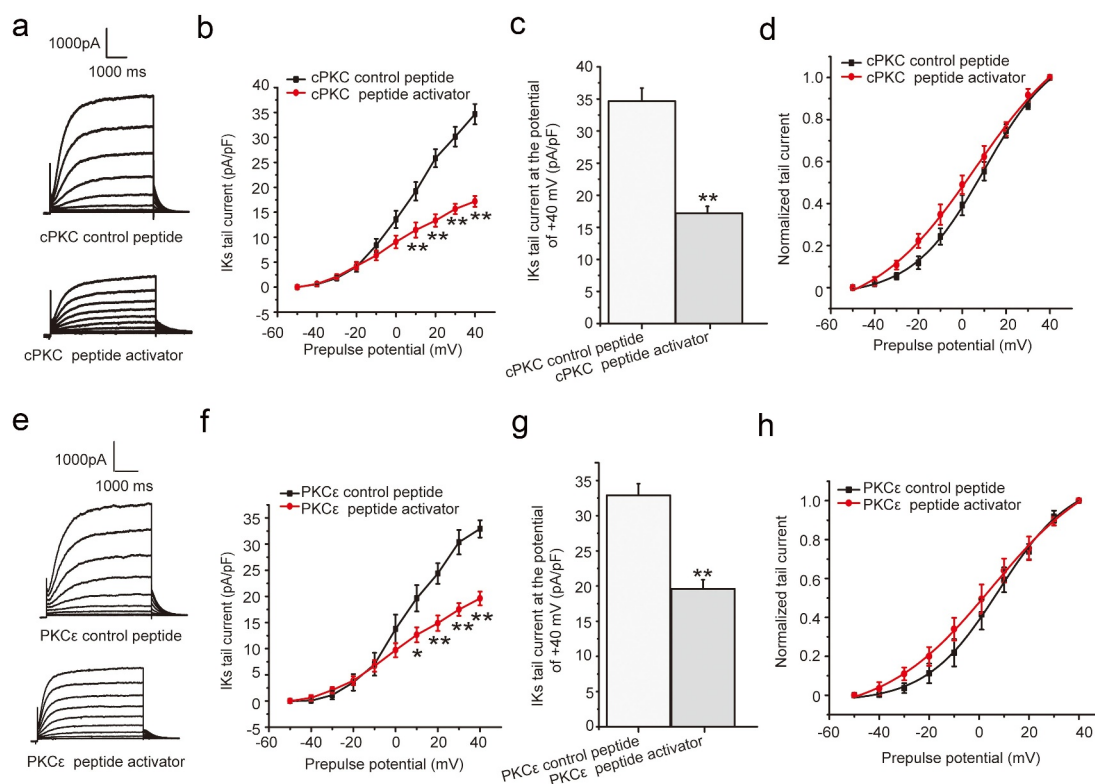 a
1000pA
1000 ms
cPKC control peptide
cPKC peptide activator
b
cPKC control peptide
cPKC peptide activator
IKs tail current (pA/pF)
40
35
30
25
20
15
10
5
0
-5
**
**
**
**
-60
-40
-20
0
20
40
Prepulse potential (mV)
c
IKs tail current at the potential
of +40 mV (pA/pF)
40
35
30
25
20
15
10
5
0
**
cPKC control peptide
cPKC peptide activator
d
cPKC control peptide
cPKC peptide activator
Normalized tail current
1.0
0.8
0.6
0.4
0.2
0
-60
-40
-20
0
20
40
Prepulse potential (mV)
e
1000pA
1000 ms
PKCε control peptide
PKCε peptide activator
f
PKCε control peptide
PKCε peptide activator
IKs tail current (pA/pF)
35
30
25
20
15
10
5
0
-5
*
**
**
**
-60
-40
-20
0
20
40
Prepulse potential (mV)
g
IKs tail current at the potential
of +40 mV (pA/pF)
35
30
25
20
15
10
5
0
**
PKCε control peptide
PKCε peptide activator
h
PKCε control peptide
PKCε peptide activator
Normalized tail current
1.0
0.8
0.6
0.4
0.2
0
-60
-40
-20
0
20
40
Prepulse potential (mV)